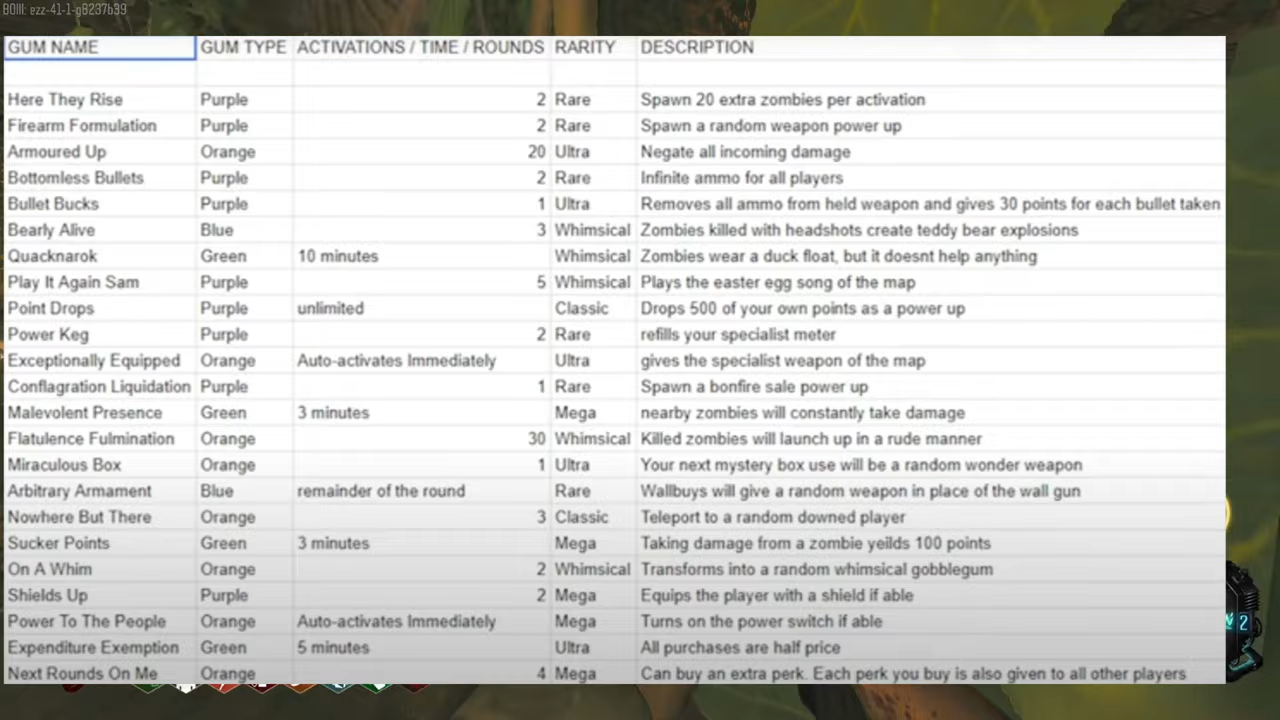 BOIII: ezz-41-1-g6237b39
GUM NAME GUM TYPE ACTIVATIONS / TIME / ROUNDS RARITY DESCRIPTION
Here They Rise Purple 2 Rare Spawn 20 extra zombies per activation
Firearm Formulation Purple 2 Rare Spawn a random weapon power up
Armoured Up Orange 20 Ultra Negate all incoming damage
Bottomless Bullets Purple 2 Rare Infinite ammo for all players
Bullet Bucks Purple 1 Ultra Removes all ammo from held weapon and gives 30 points for each bullet taken
Bearly Alive Blue 3 Whimsical Zombies killed with headshots create teddy bear explosions
Quacknarok Green 10 minutes Whimsical Zombies wear a duck float, but it doesnt help anything
Play It Again Sam Purple 5 Whimsical Plays the easter egg song of the map
Point Drops Purple unlimited Classic Drops 500 of your own points as a power up
Power Keg Purple 2 Rare refills your specialist meter
Exceptionally Equipped Orange Auto-activates Immediately Ultra gives the specialist weapon of the map
Conflagration Liquidation Purple 1 Rare Spawn a bonfire sale power up
Malevolent Presence Green 3 minutes Mega nearby zombies will constantly take damage
Flatulence Fulmination Orange 30 Whimsical Killed zombies will launch up in a rude manner
Miraculous Box Orange 1 Ultra Your next mystery box use will be a random wonder weapon
Arbitrary Armament Blue remainder of the round Rare Wallbuys will give a random weapon in place of the wall gun
Nowhere But There Orange 3 Classic Teleport to a random downed player
Sucker Points Green 3 minutes Mega Taking damage from a zombie yeilds 100 points
On A Whim Orange 2 Whimsical Transforms into a random whimsical gobblegum
Shields Up Purple 2 Mega Equips the player with a shield if able
Power To The People Orange Auto-activates Immediately Mega Turns on the power switch if able
Expenditure Exemption Green 5 minutes Ultra All purchases are half price
Next Rounds On Me Orange 4 Mega Can buy an extra perk. Each perk you buy is also given to all other players
2